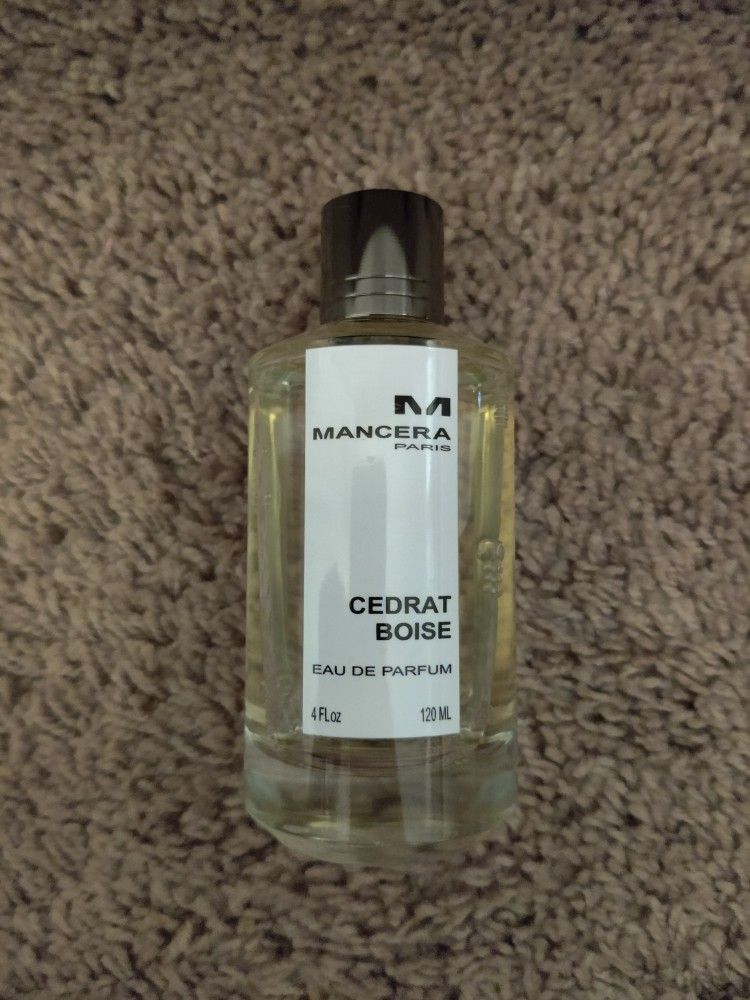 M
MANCERA
PARIS
CEDRAT
BOISE
EAU DE PARFUM
4 FLoz 120 ML